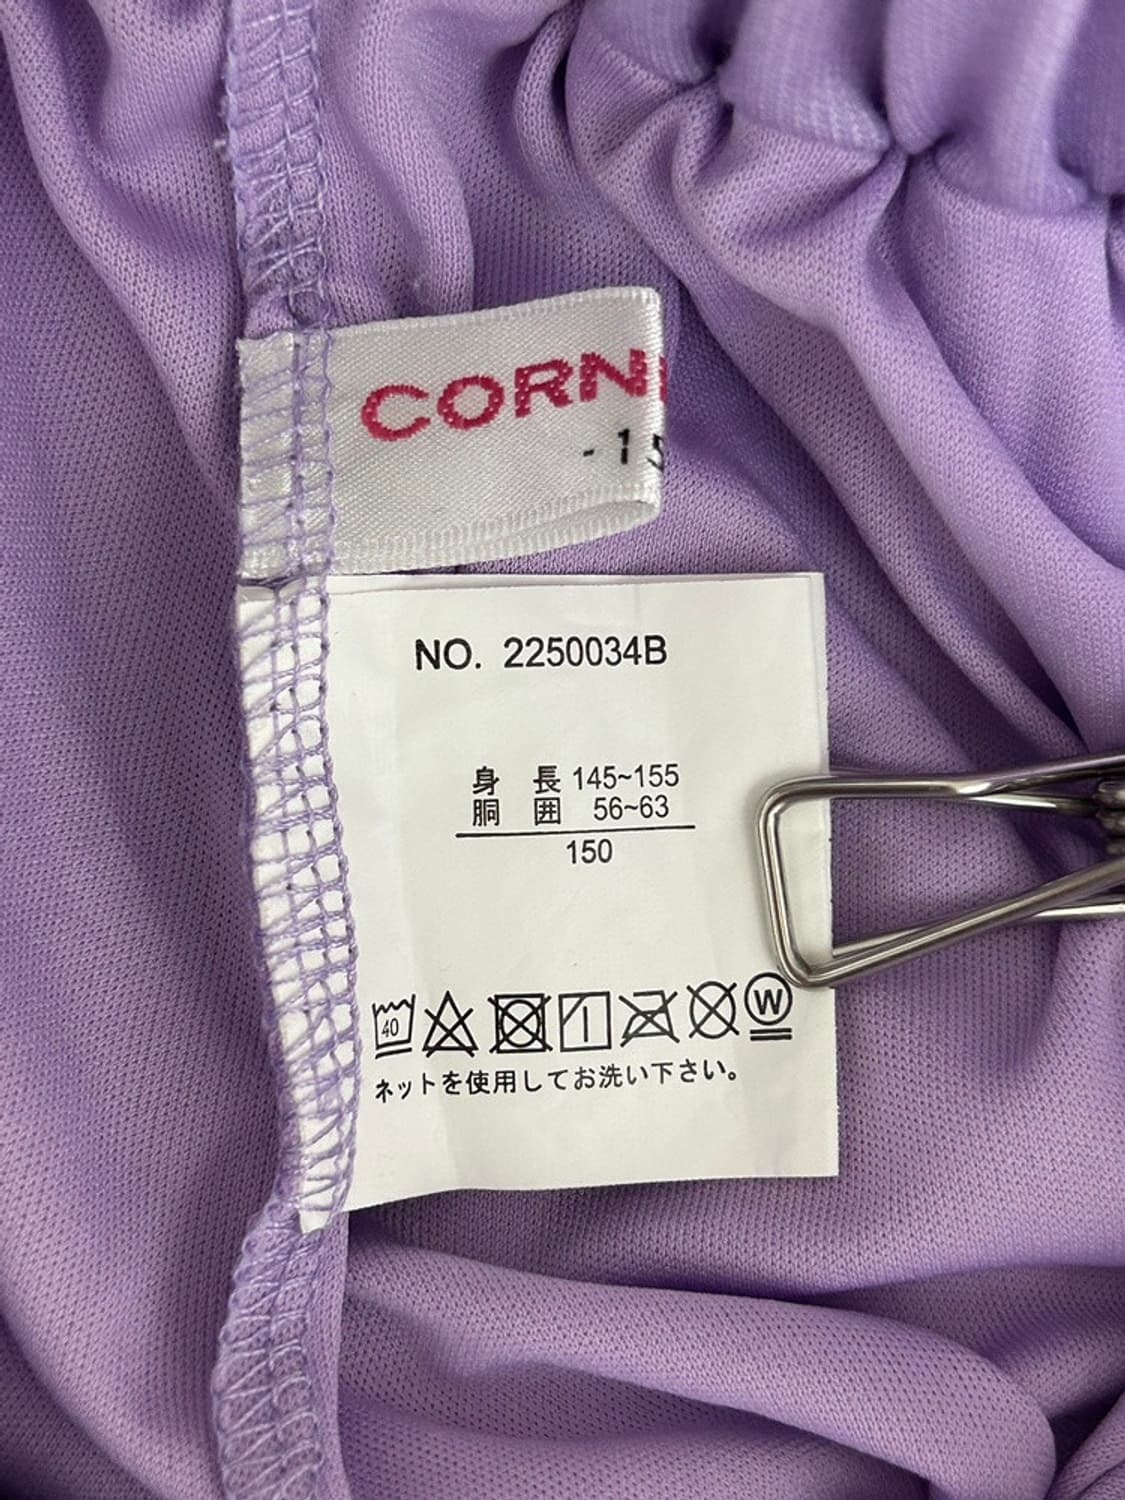 CORN
-15
NO. 2250034B
身 長 145~155
胴 囲 56~63
150
40
W
ネットを使用してお洗い下さい。